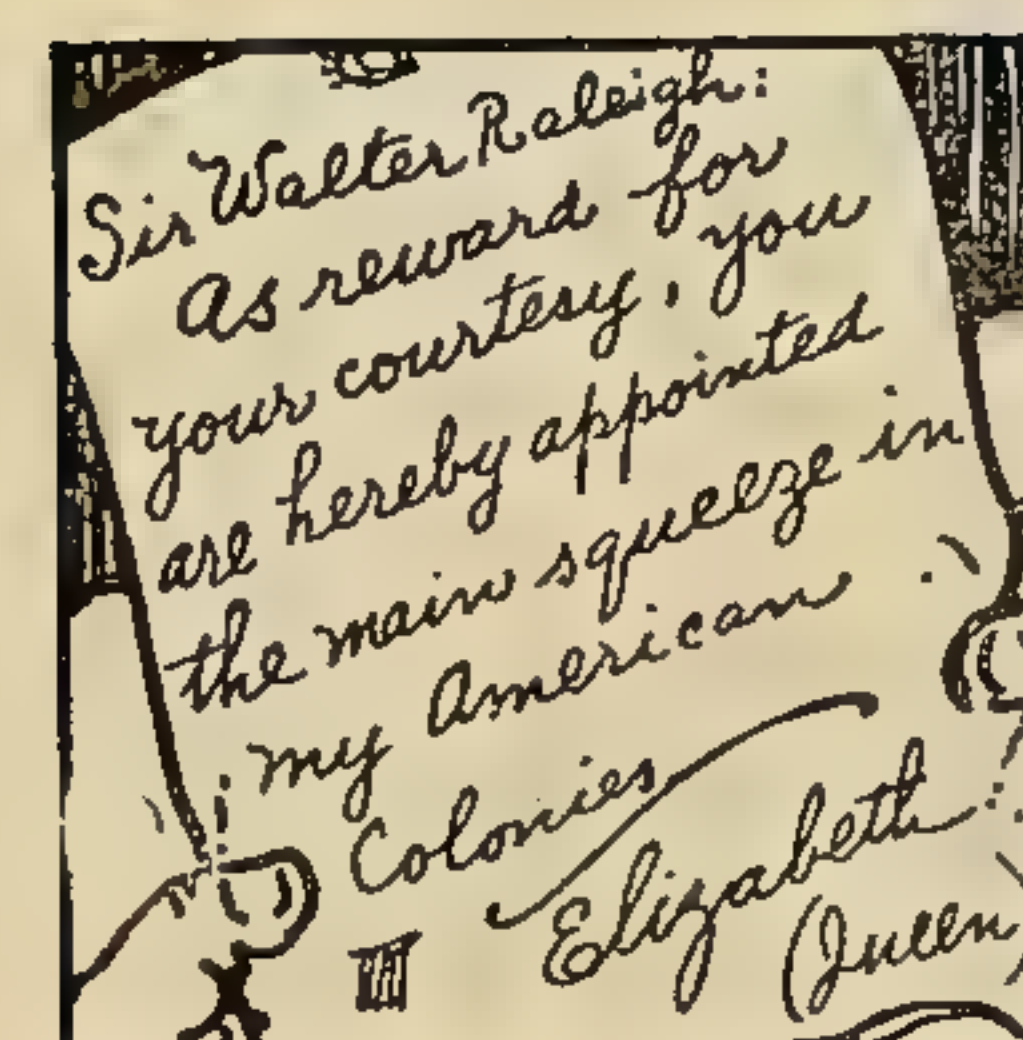 Sir Walter Raleigh:
As reward for
your courtesy, you
are hereby appointed
the main squeeze in
my American
Colonies
Elizabeth
(Queen)